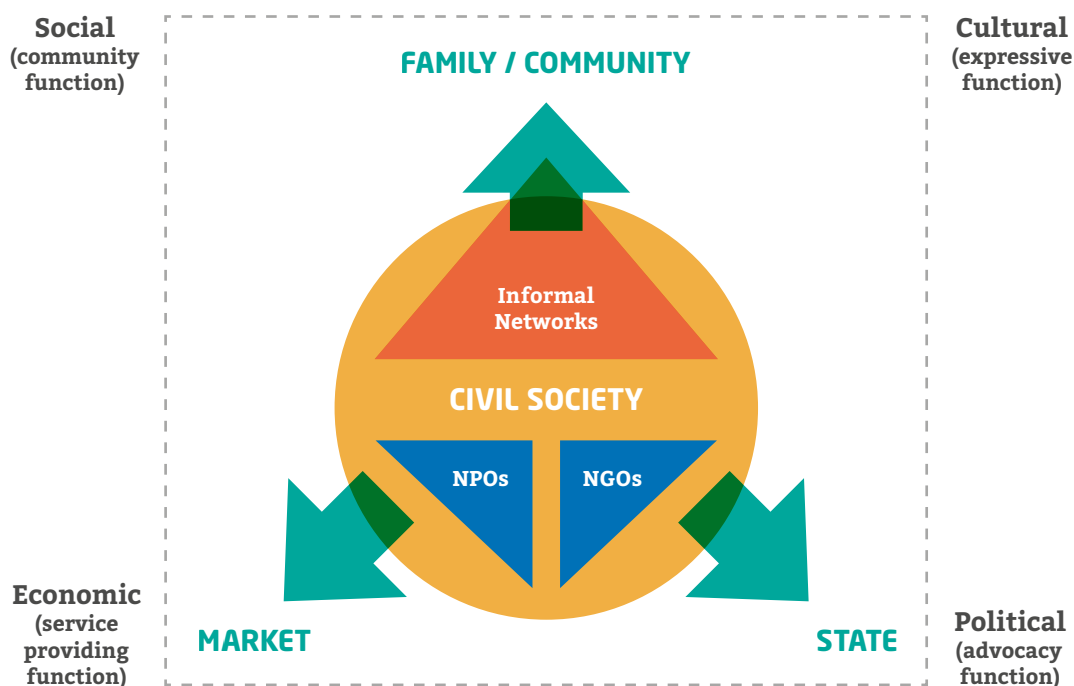 Social
(community
function)
FAMILY / COMMUNITY
Cultural
(expressive
function)
Informal
Networks
CIVIL SOCIETY
NPOs
NGOs
Economic
(service
providing
function)
MARKET
STATE
Political
(advocacy
function)